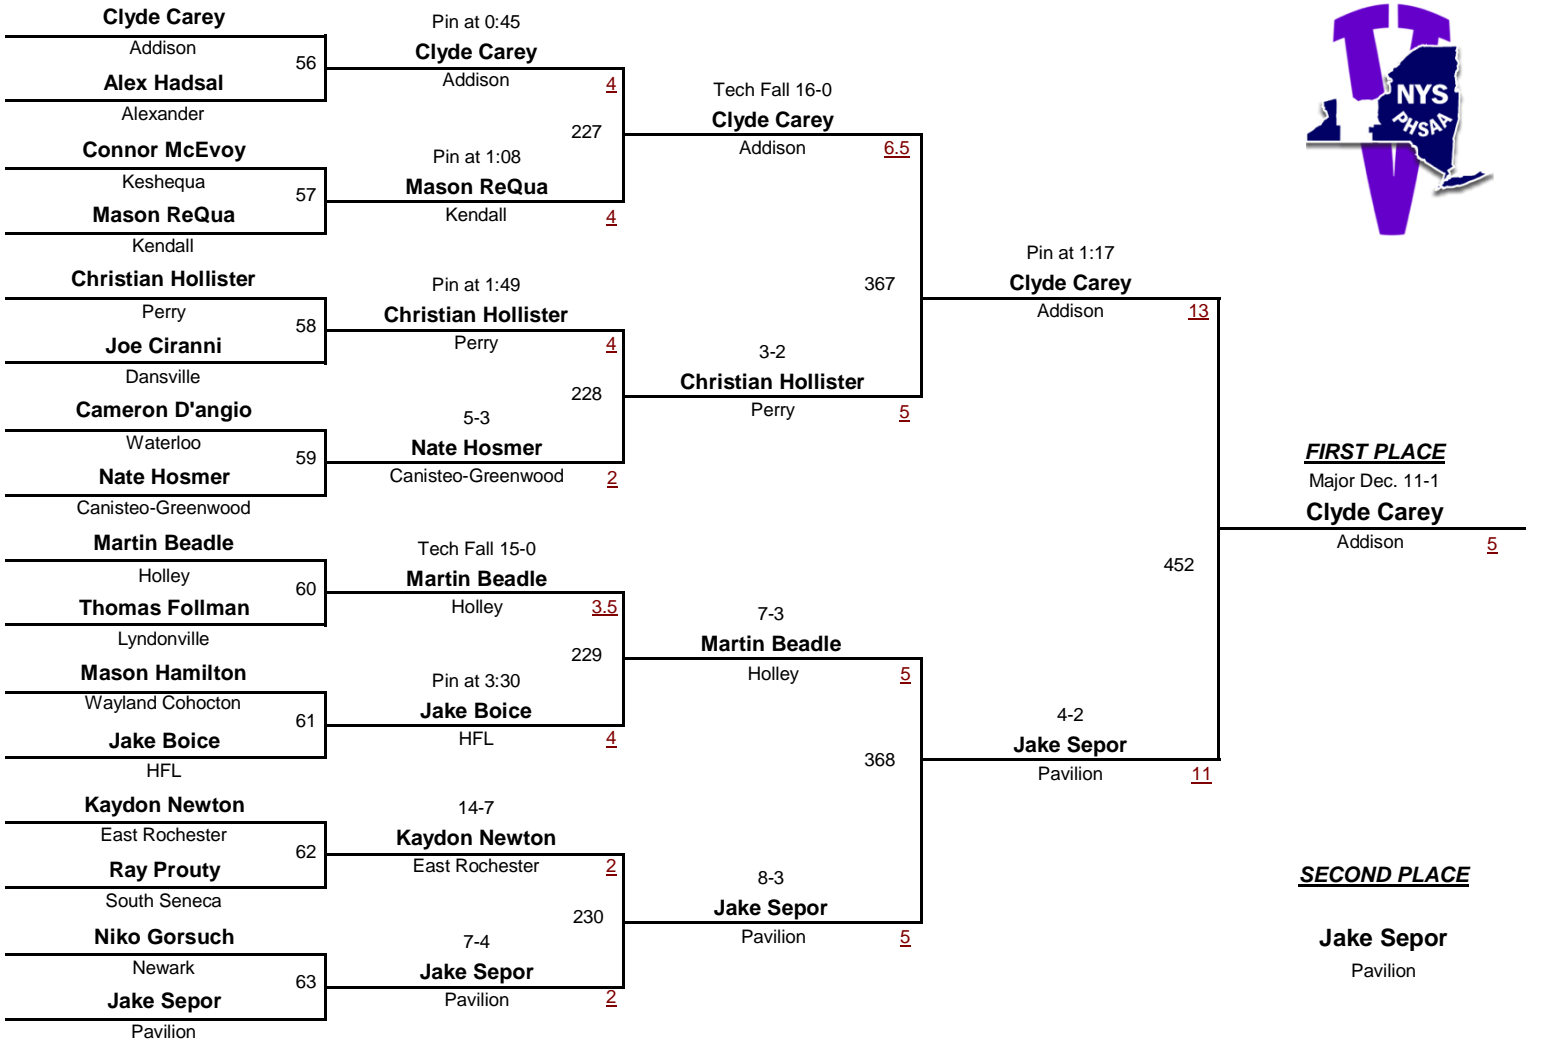 Clyde Carey
Addison
56
Alex Hadsal
Alexander
Connor McEvoy
Keshequa
57
Mason ReQua
Kendall
Christian Hollister
Perry
58
Joe Ciranni
Dansville
Cameron D'angio
Waterloo
59
Nate Hosmer
Canisteo-Greenwood
Martin Beadle
Holley
60
Thomas Follman
Lyndonville
Mason Hamilton
Wayland Cohocton
61
Jake Boice
HFL
Kaydon Newton
East Rochester
62
Ray Prouty
South Seneca
Niko Gorsuch
Newark
63
Jake Sepor
Pavilion
Pin at 0:45
Clyde Carey
Addison
4
227
Pin at 1:08
Mason ReQua
Kendall
4
Pin at 1:49
Christian Hollister
Perry
4
228
5-3
Nate Hosmer
Canisteo-Greenwood
2
Tech Fall 15-0
Martin Beadle
Holley
3.5
229
Pin at 3:30
Jake Boice
HFL
4
14-7
Kaydon Newton
East Rochester
2
230
7-4
Jake Sepor
Pavilion
2
Tech Fall 16-0
Clyde Carey
Addison
6.5
367
3-2
Christian Hollister
Perry
5
7-3
Martin Beadle
Holley
5
368
8-3
Jake Sepor
Pavilion
5
Pin at 1:17
Clyde Carey
Addison
13
452
4-2
Jake Sepor
Pavilion
11
NYS
PHSAA
FIRST PLACE
Major Dec. 11-1
Clyde Carey
Addison
5
SECOND PLACE
Jake Sepor
Pavilion